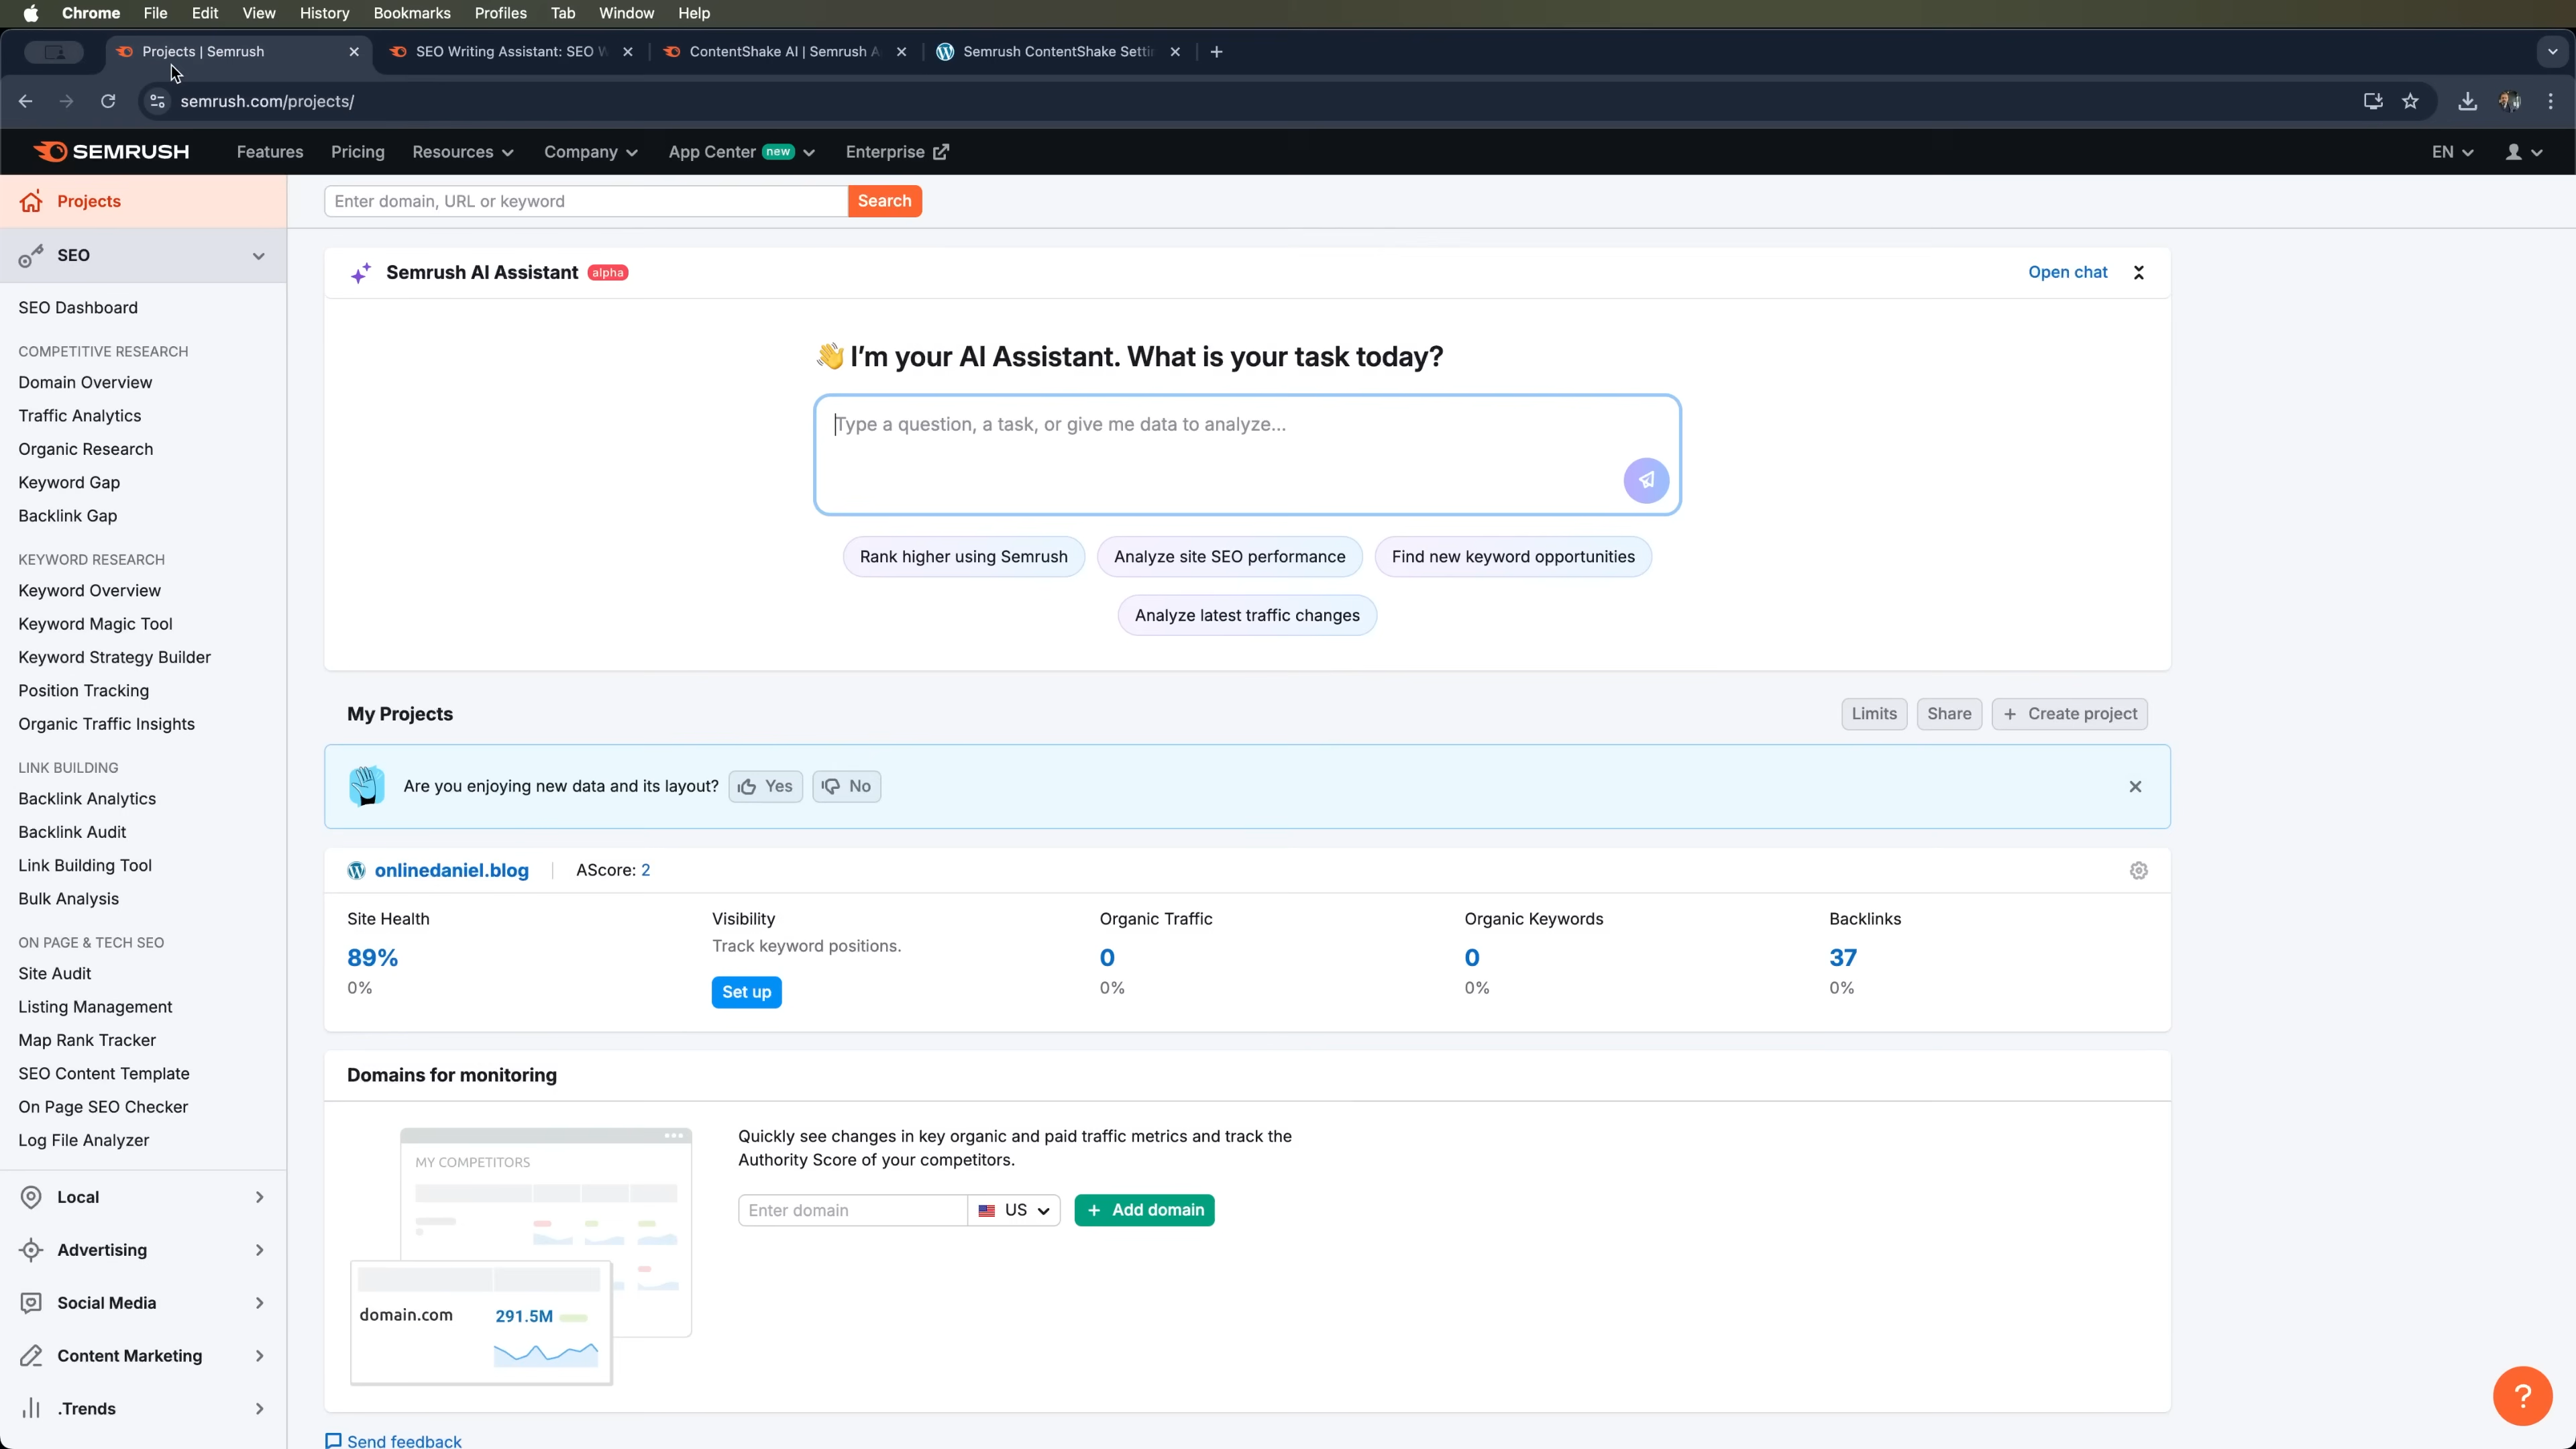 Chrome File Edit View History Bookmarks Profiles Tab Window Help
Projects | Semrush
SEO Writing Assistant: SEO W
ContentShake AI | Semrush A
Semrush ContentShake Settin
semrush.com/projects/
SEMRUSH Features Pricing Resources Company App Center new Enterprise EN
Projects
Enter domain, URL or keyword Search
SEO
SEO Dashboard
COMPETITIVE RESEARCH
Domain Overview
Traffic Analytics
Organic Research
Keyword Gap
Backlink Gap
KEYWORD RESEARCH
Keyword Overview
Keyword Magic Tool
Keyword Strategy Builder
Position Tracking
Organic Traffic Insights
LINK BUILDING
Backlink Analytics
Backlink Audit
Link Building Tool
Bulk Analysis
ON PAGE & TECH SEO
Site Audit
Listing Management
Map Rank Tracker
SEO Content Template
On Page SEO Checker
Log File Analyzer
Local
Advertising
Social Media
Content Marketing
.Trends
Semrush AI Assistant alpha Open chat
👋 I'm your AI Assistant. What is your task today?
Type a question, a task, or give me data to analyze...
Rank higher using Semrush Analyze site SEO performance Find new keyword opportunities
Analyze latest traffic changes
My Projects Limits Share + Create project
Are you enjoying new data and its layout? Yes No
onlinedaniel.blog AScore: 2
Site Health Visibility Organic Traffic Organic Keywords Backlinks
Track keyword positions.
89% 0 0 37
0% 0% 0% 0%
Set up
Domains for monitoring
MY COMPETITORS
domain.com 291.5M
Quickly see changes in key organic and paid traffic metrics and track the
Authority Score of your competitors.
Enter domain US + Add domain
Send feedback
?